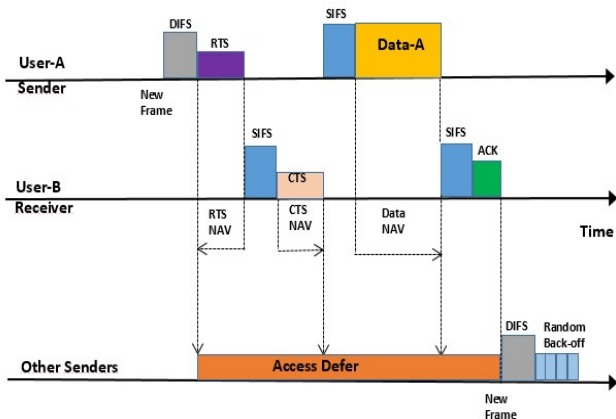 DIFS
RTS
SIFS
Data-A
User-A
Sender
New
Frame
SIFS
CTS
SIFS
ACK
User-B
Receiver
RTS
NAV
CTS
NAV
Data
NAV
Time
DIFS
Random
Back-off
Other Senders
Access Defer
New
Frame